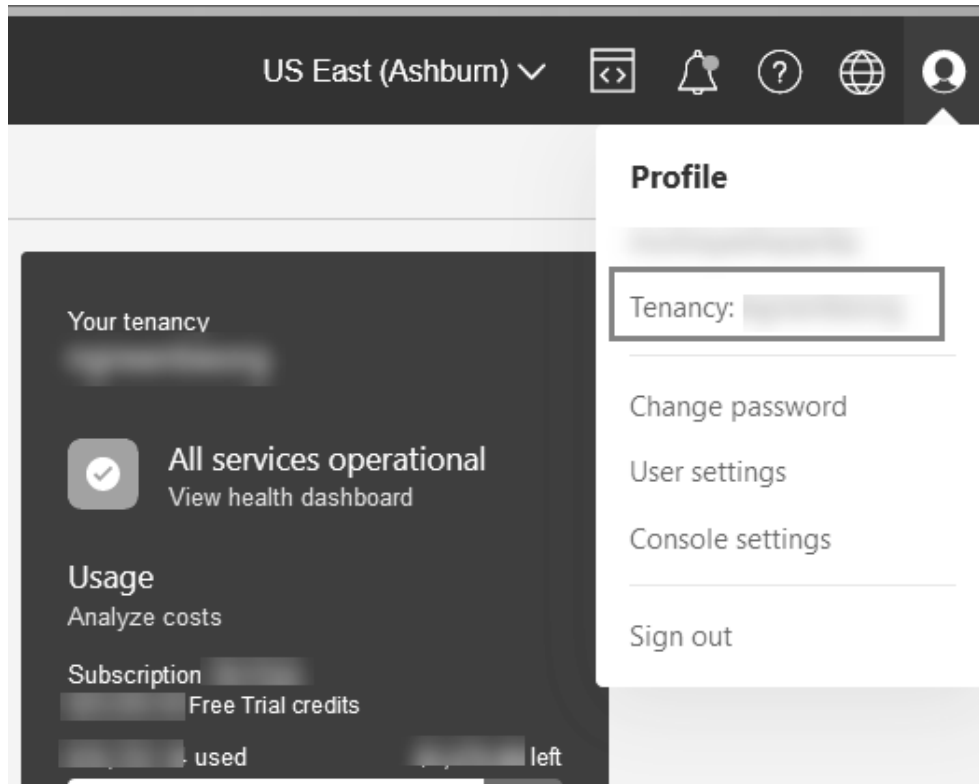 US East (Ashburn)
Profile
Tenancy:
Change password
User settings
Console settings
Sign out
Your tenancy
All services operational
View health dashboard
Usage
Analyze costs
Subscription
Free Trial credits
used left